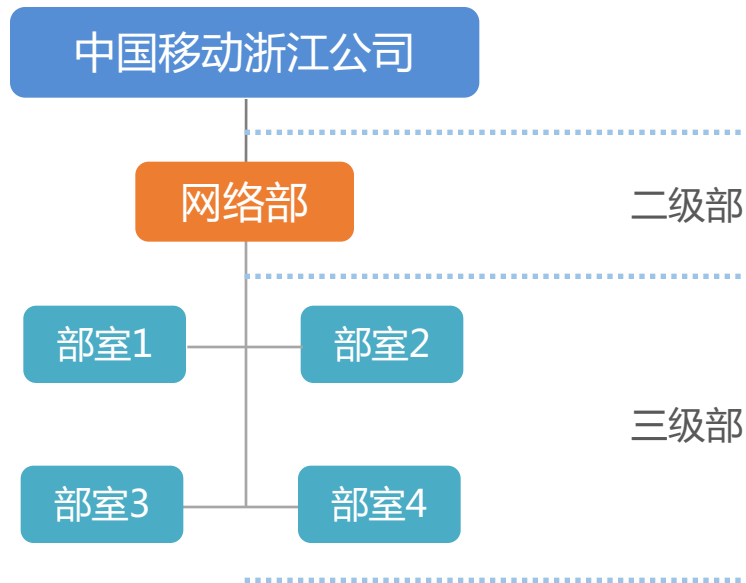 中国移动浙江公司
网络部
二级部
部室1
部室2
三级部
部室3
部室4